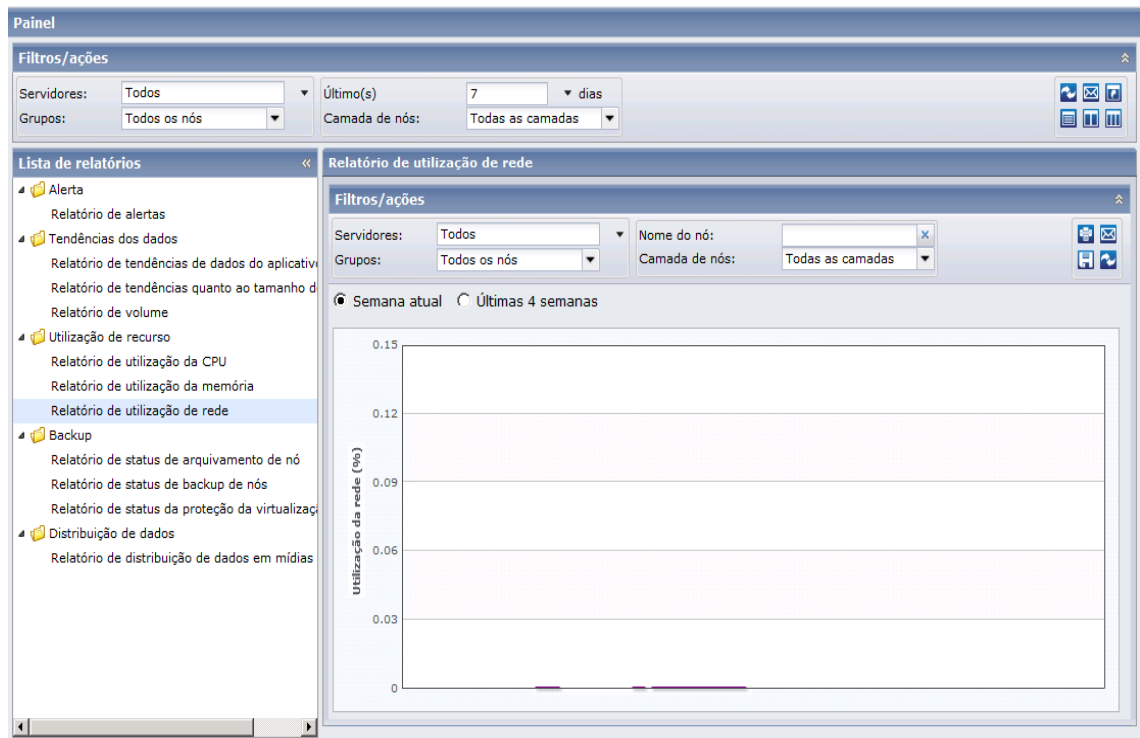 Painel
Filtros/ações
Servidores: Todos Último(s) 7 dias
Grupos: Todos os nós Camada de nós: Todas as camadas
Lista de relatórios
Alerta
Relatório de alertas
Tendências dos dados
Relatório de tendências de dados do aplicativo
Relatório de tendências quanto ao tamanho d
Relatório de volume
Utilização de recurso
Relatório de utilização da CPU
Relatório de utilização da memória
Relatório de utilização de rede
Backup
Relatório de status de arquivamento de nó
Relatório de status de backup de nós
Relatório de status da proteção da virtualizaçã
Distribuição de dados
Relatório de distribuição de dados em mídias
Relatório de utilização de rede
Filtros/ações
Servidores: Todos Nome do nó:
Grupos: Todos os nós Camada de nós: Todas as camadas
Semana atual Últimas 4 semanas
Utilização da rede (%)
0.15
0.12
0.09
0.06
0.03
0